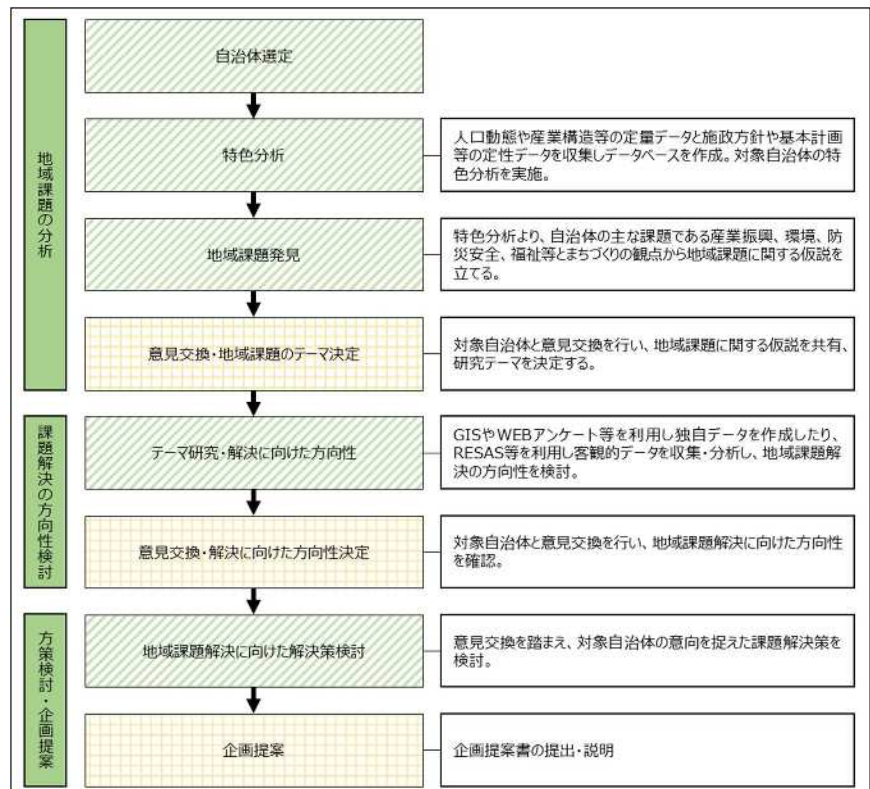 地域課題の分析
自治体選定
特色分析
人口動態や産業構造等の定量データと施政方針や基本計画
等の定性データを収集しデータベースを作成。対象自治体の特
色分析を実施。
地域課題発見
特色分析より、自治体の主な課題である産業振興、環境、防
災安全、福祉等とまちづくりの観点から地域課題に関する仮説を
立てる。
意見交換・地域課題のテーマ決定
対象自治体と意見交換を行い、地域課題に関する仮説を共有、
研究テーマを決定する。
課題解決の方向性検討
テーマ研究・解決に向けた方向性
GISやWEBアンケート等を利用し独自データを作成したり、
RESAS等を利用し客観的データを収集・分析し、地域課題解
決の方向性を検討。
意見交換・解決に向けた方向性決定
対象自治体と意見交換を行い、地域課題解決に向けた方向性
を確認。
方策検討・企画提案
地域課題解決に向けた解決策検討
意見交換を踏まえ、対象自治体の意向を捉えた課題解決策を
検討。
企画提案
企画提案書の提出・説明